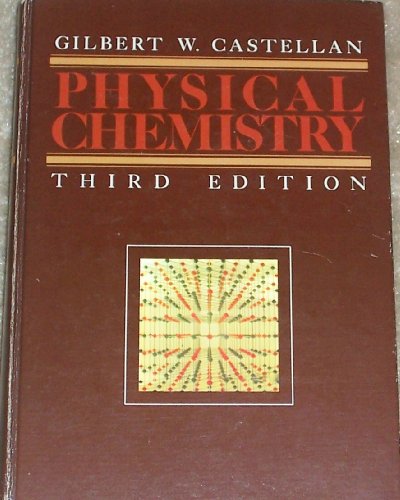 GILBERT W. CASTELLAN
PHYSICAL
CHEMISTRY
THIRD EDITION